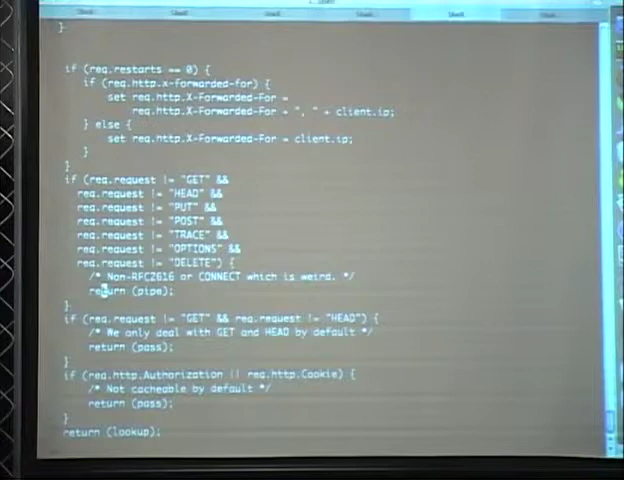 }
if (req.restarts == 0) {
if (req.http.x-forwarded-for) {
set req.http.X-Forwarded-For =
req.http.X-Forwarded-For + ", " + client.ip;
} else {
set req.http.X-Forwarded-For = client.ip;
}
}
if (req.request != "GET" &&
req.request != "HEAD" &&
req.request != "PUT" &&
req.request != "POST" &&
req.request != "TRACE" &&
req.request != "OPTIONS" &&
req.request != "DELETE") {
/* Non-RFC2616 or CONNECT which is weird. */
return (pipe);
}
if (req.request != "GET" && req.request != "HEAD") {
/* We only deal with GET and HEAD by default */
return (pass);
}
if (req.http.Authorization || req.http.Cookie) {
/* Not cacheable by default */
return (pass);
}
return (lookup);